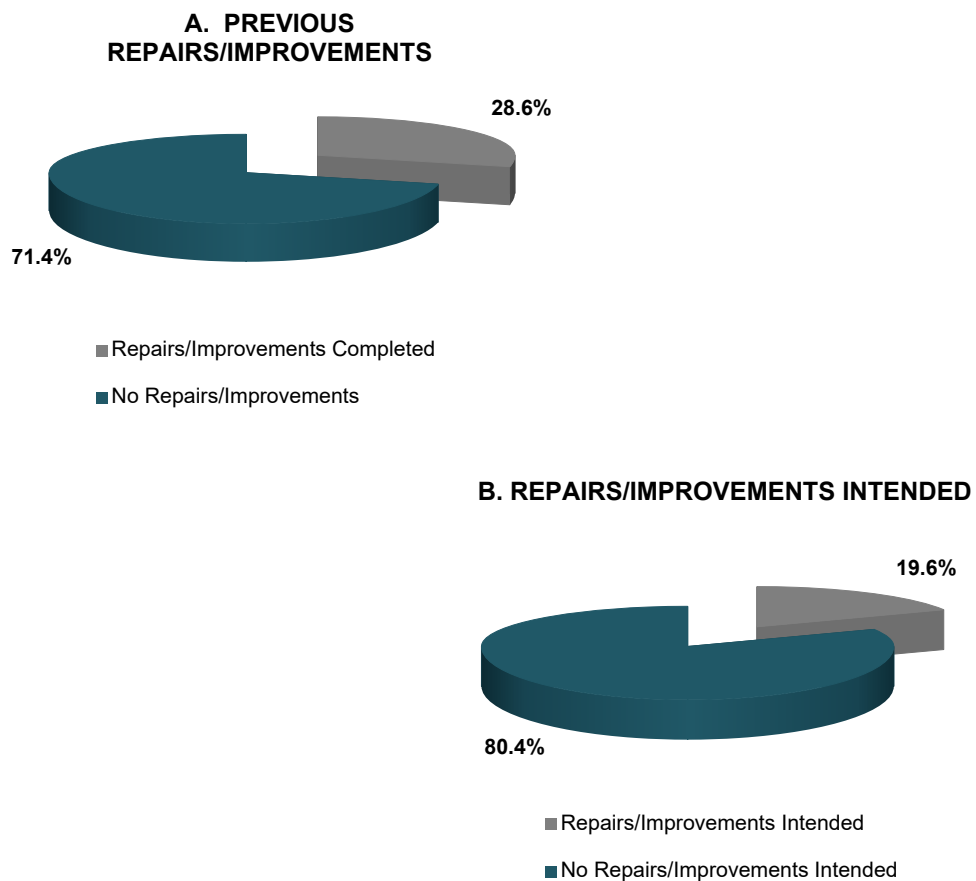 A.  PREVIOUS
REPAIRS/IMPROVEMENTS
28.6%
71.4%
Repairs/Improvements Completed
No Repairs/Improvements
B. REPAIRS/IMPROVEMENTS INTENDED
19.6%
80.4%
Repairs/Improvements Intended
No Repairs/Improvements Intended